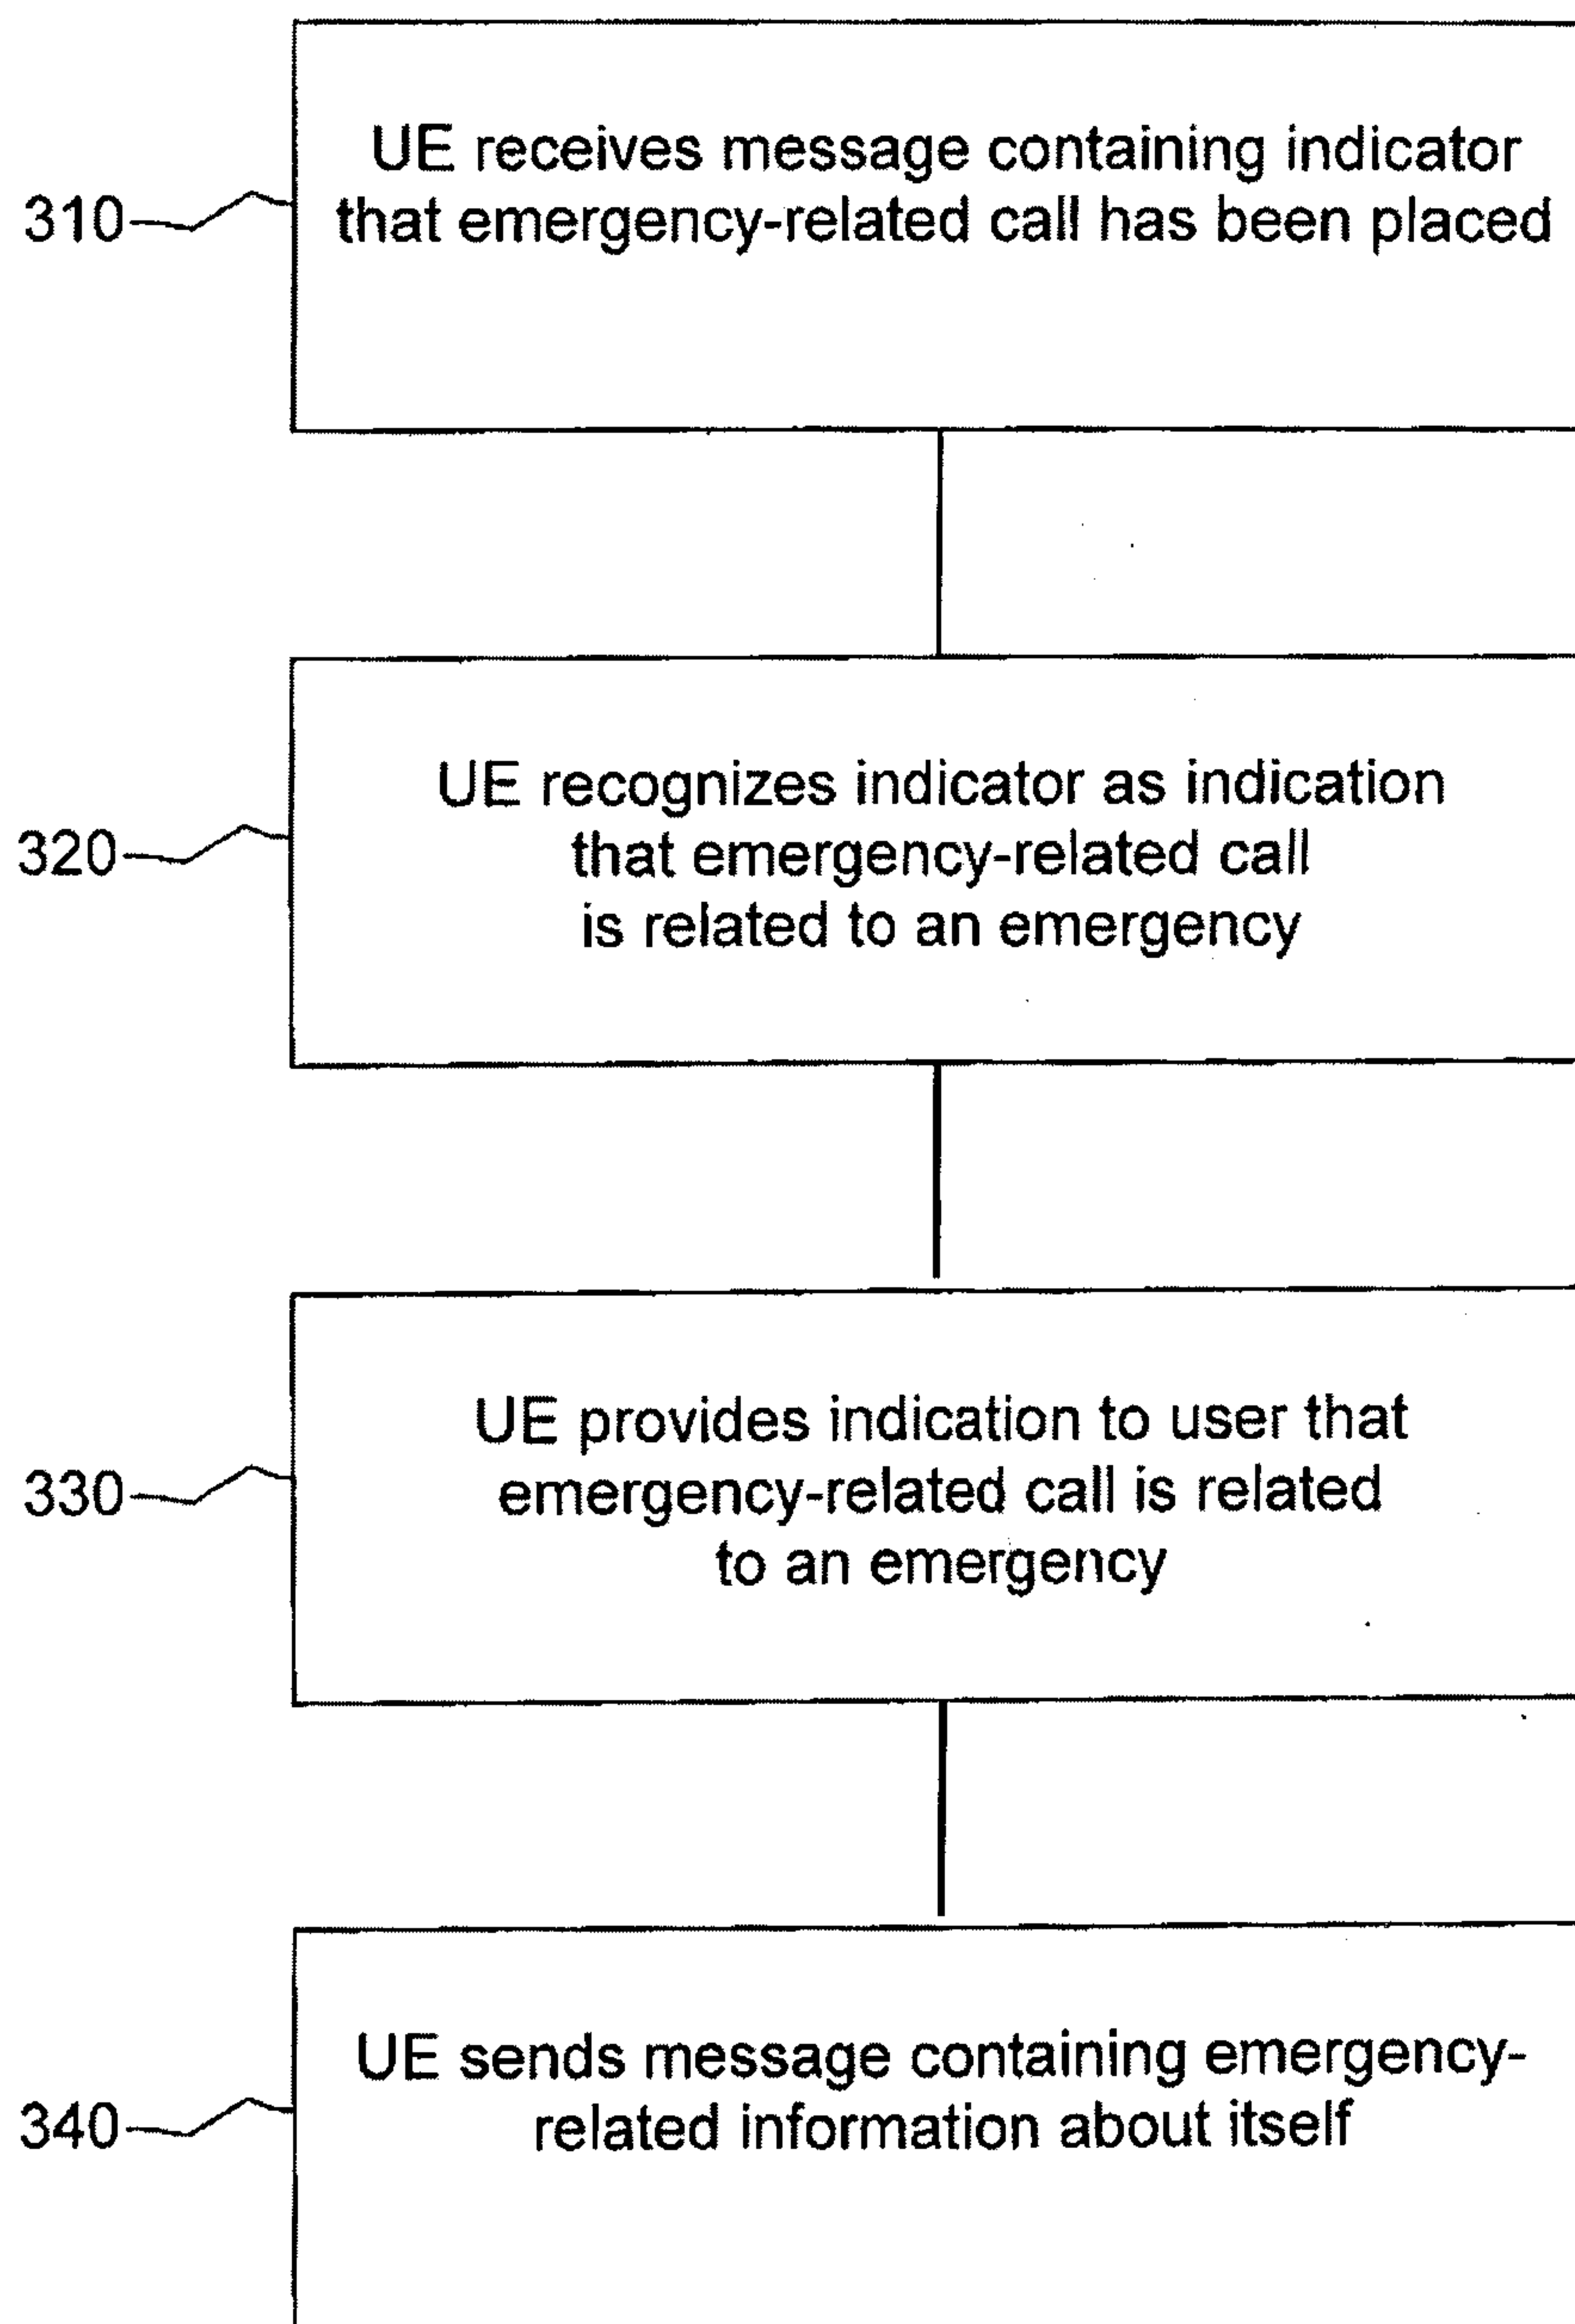 UE receives message containing indicator
310
that emergency-related call has been placed
UE recognizes indicator as indication
320
that emergency-related call
is related to an emergency
UE provides indication to user that
330
emergency-related call is related
to an emergency
UE sends message containing emergency-
340
related information about itself